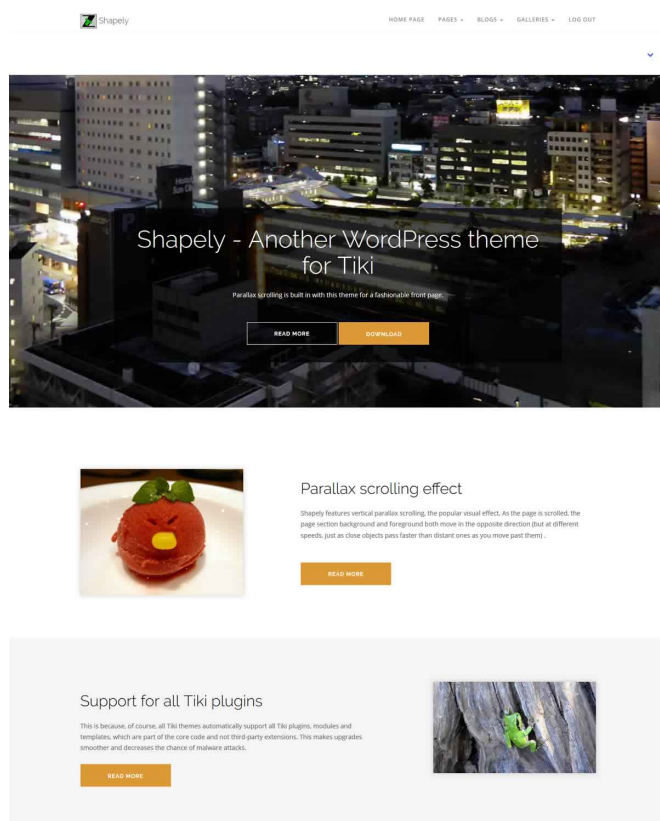 Shapely
HOME PAGE
PAGES
BLOGS
GALLERIES
LOG OUT
Shapely - Another WordPress theme
for Tiki
Parallax scrolling is built in with this theme for a fashionable front page.
READ MORE
DOWNLOAD
Parallax scrolling effect
Shapely features vertical parallax scrolling, the popular visual effect, As the page is scrolled, the
page section background and foreground both move in the opposite direction (but at different
speeds, just as close objects pass faster than distant ones as you move past them) .
READ MORE
Support for all Tiki plugins
This is because, of course, all Tiki themes automatically support all Tiki plugins, modules and
templates, which are part of the core code and not third-party extensions. This makes upgrades
smoother and decreases the chance of malware attacks.
READ MORE